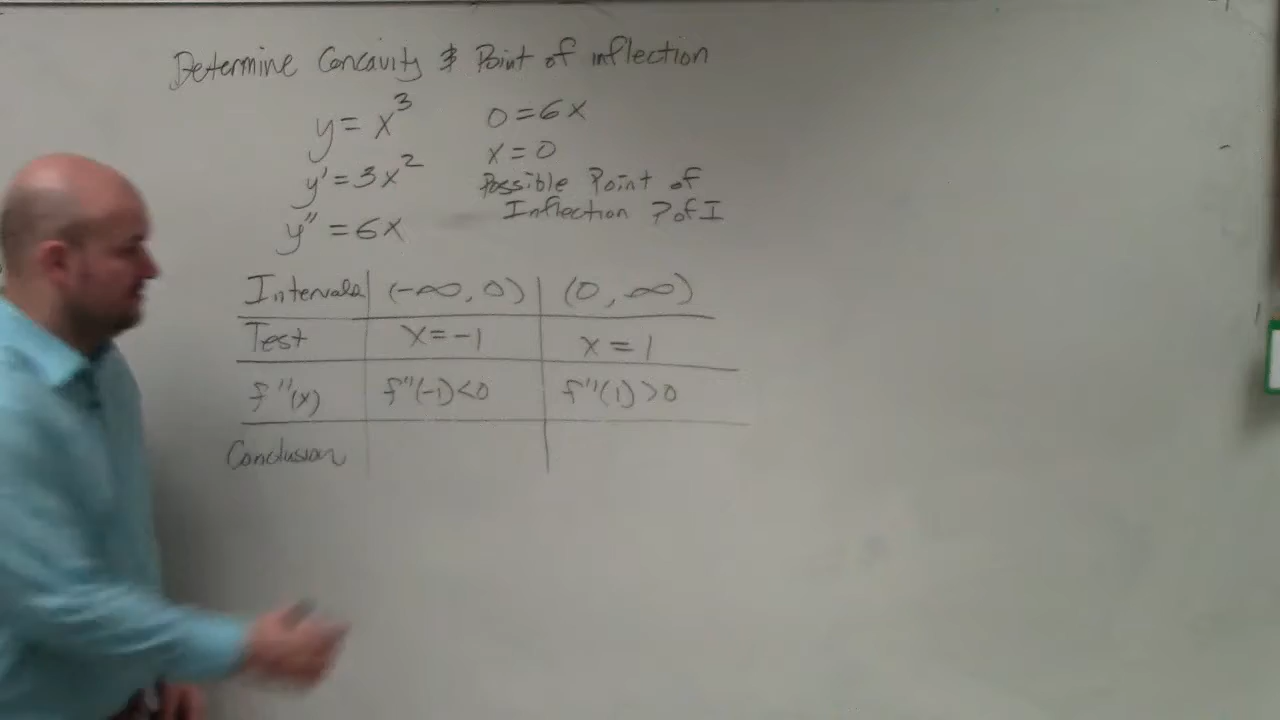 Determine Concavity & Point of inflection
y = x³
y' = 3x²
y'' = 6x
0 = 6x
x = 0
Possible Point of
Inflection P of I
Intervals (-∞, 0) (0, ∞)
Test x = -1 x = 1
f''(x) f''(-1) < 0 f''(1) > 0
Conclusion